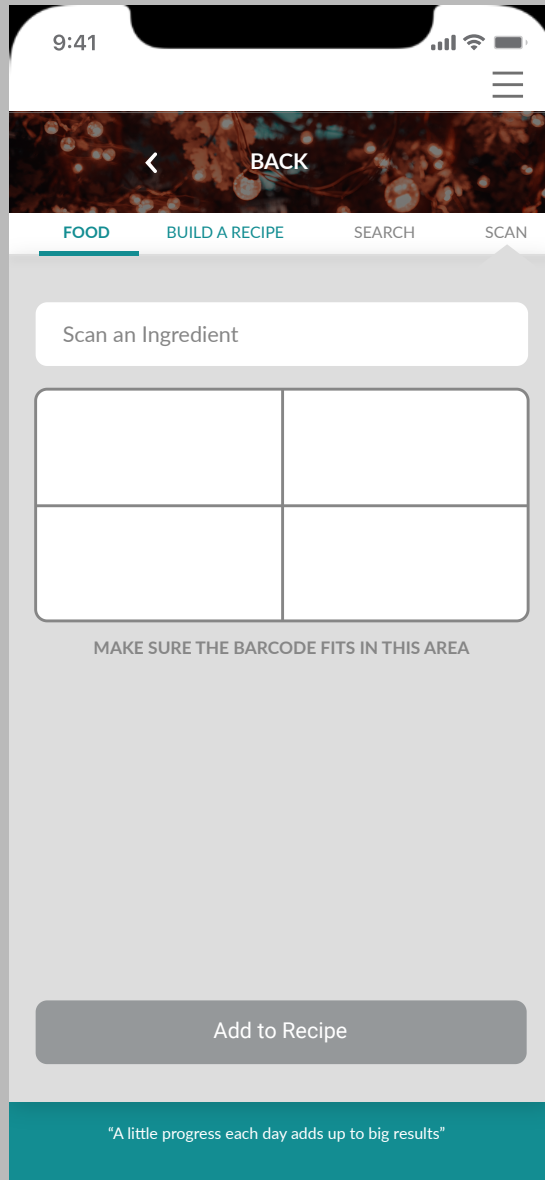 9:41
BACK
FOOD BUILD A RECIPE SEARCH SCAN
Scan an Ingredient
MAKE SURE THE BARCODE FITS IN THIS AREA
Add to Recipe
“A little progress each day adds up to big results”